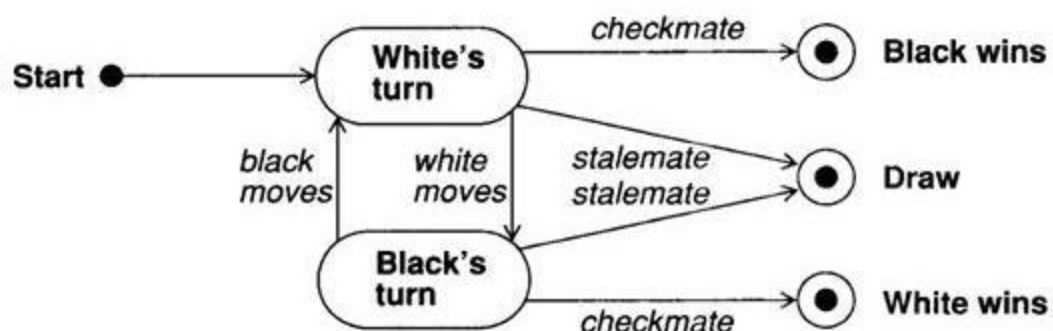 checkmate
Start
White's
turn
Black wins
black
moves
white
moves
stalemate
stalemate
Draw
Black's
turn
White wins
checkmate